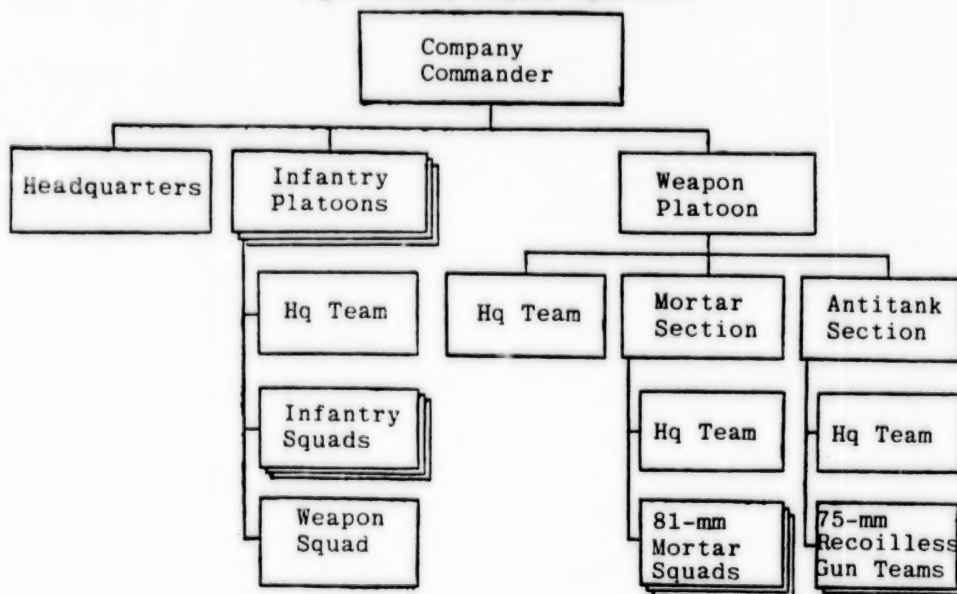 Company
Commander
Headquarters
Infantry
Platoons
Weapon
Platoon
Hq Team
Hq Team
Mortar
Section
Antitank
Section
Infantry
Squads
Hq Team
Hq Team
Weapon
Squad
81-mm
Mortar
Squads
75-mm
Recoilless
Gun Teams